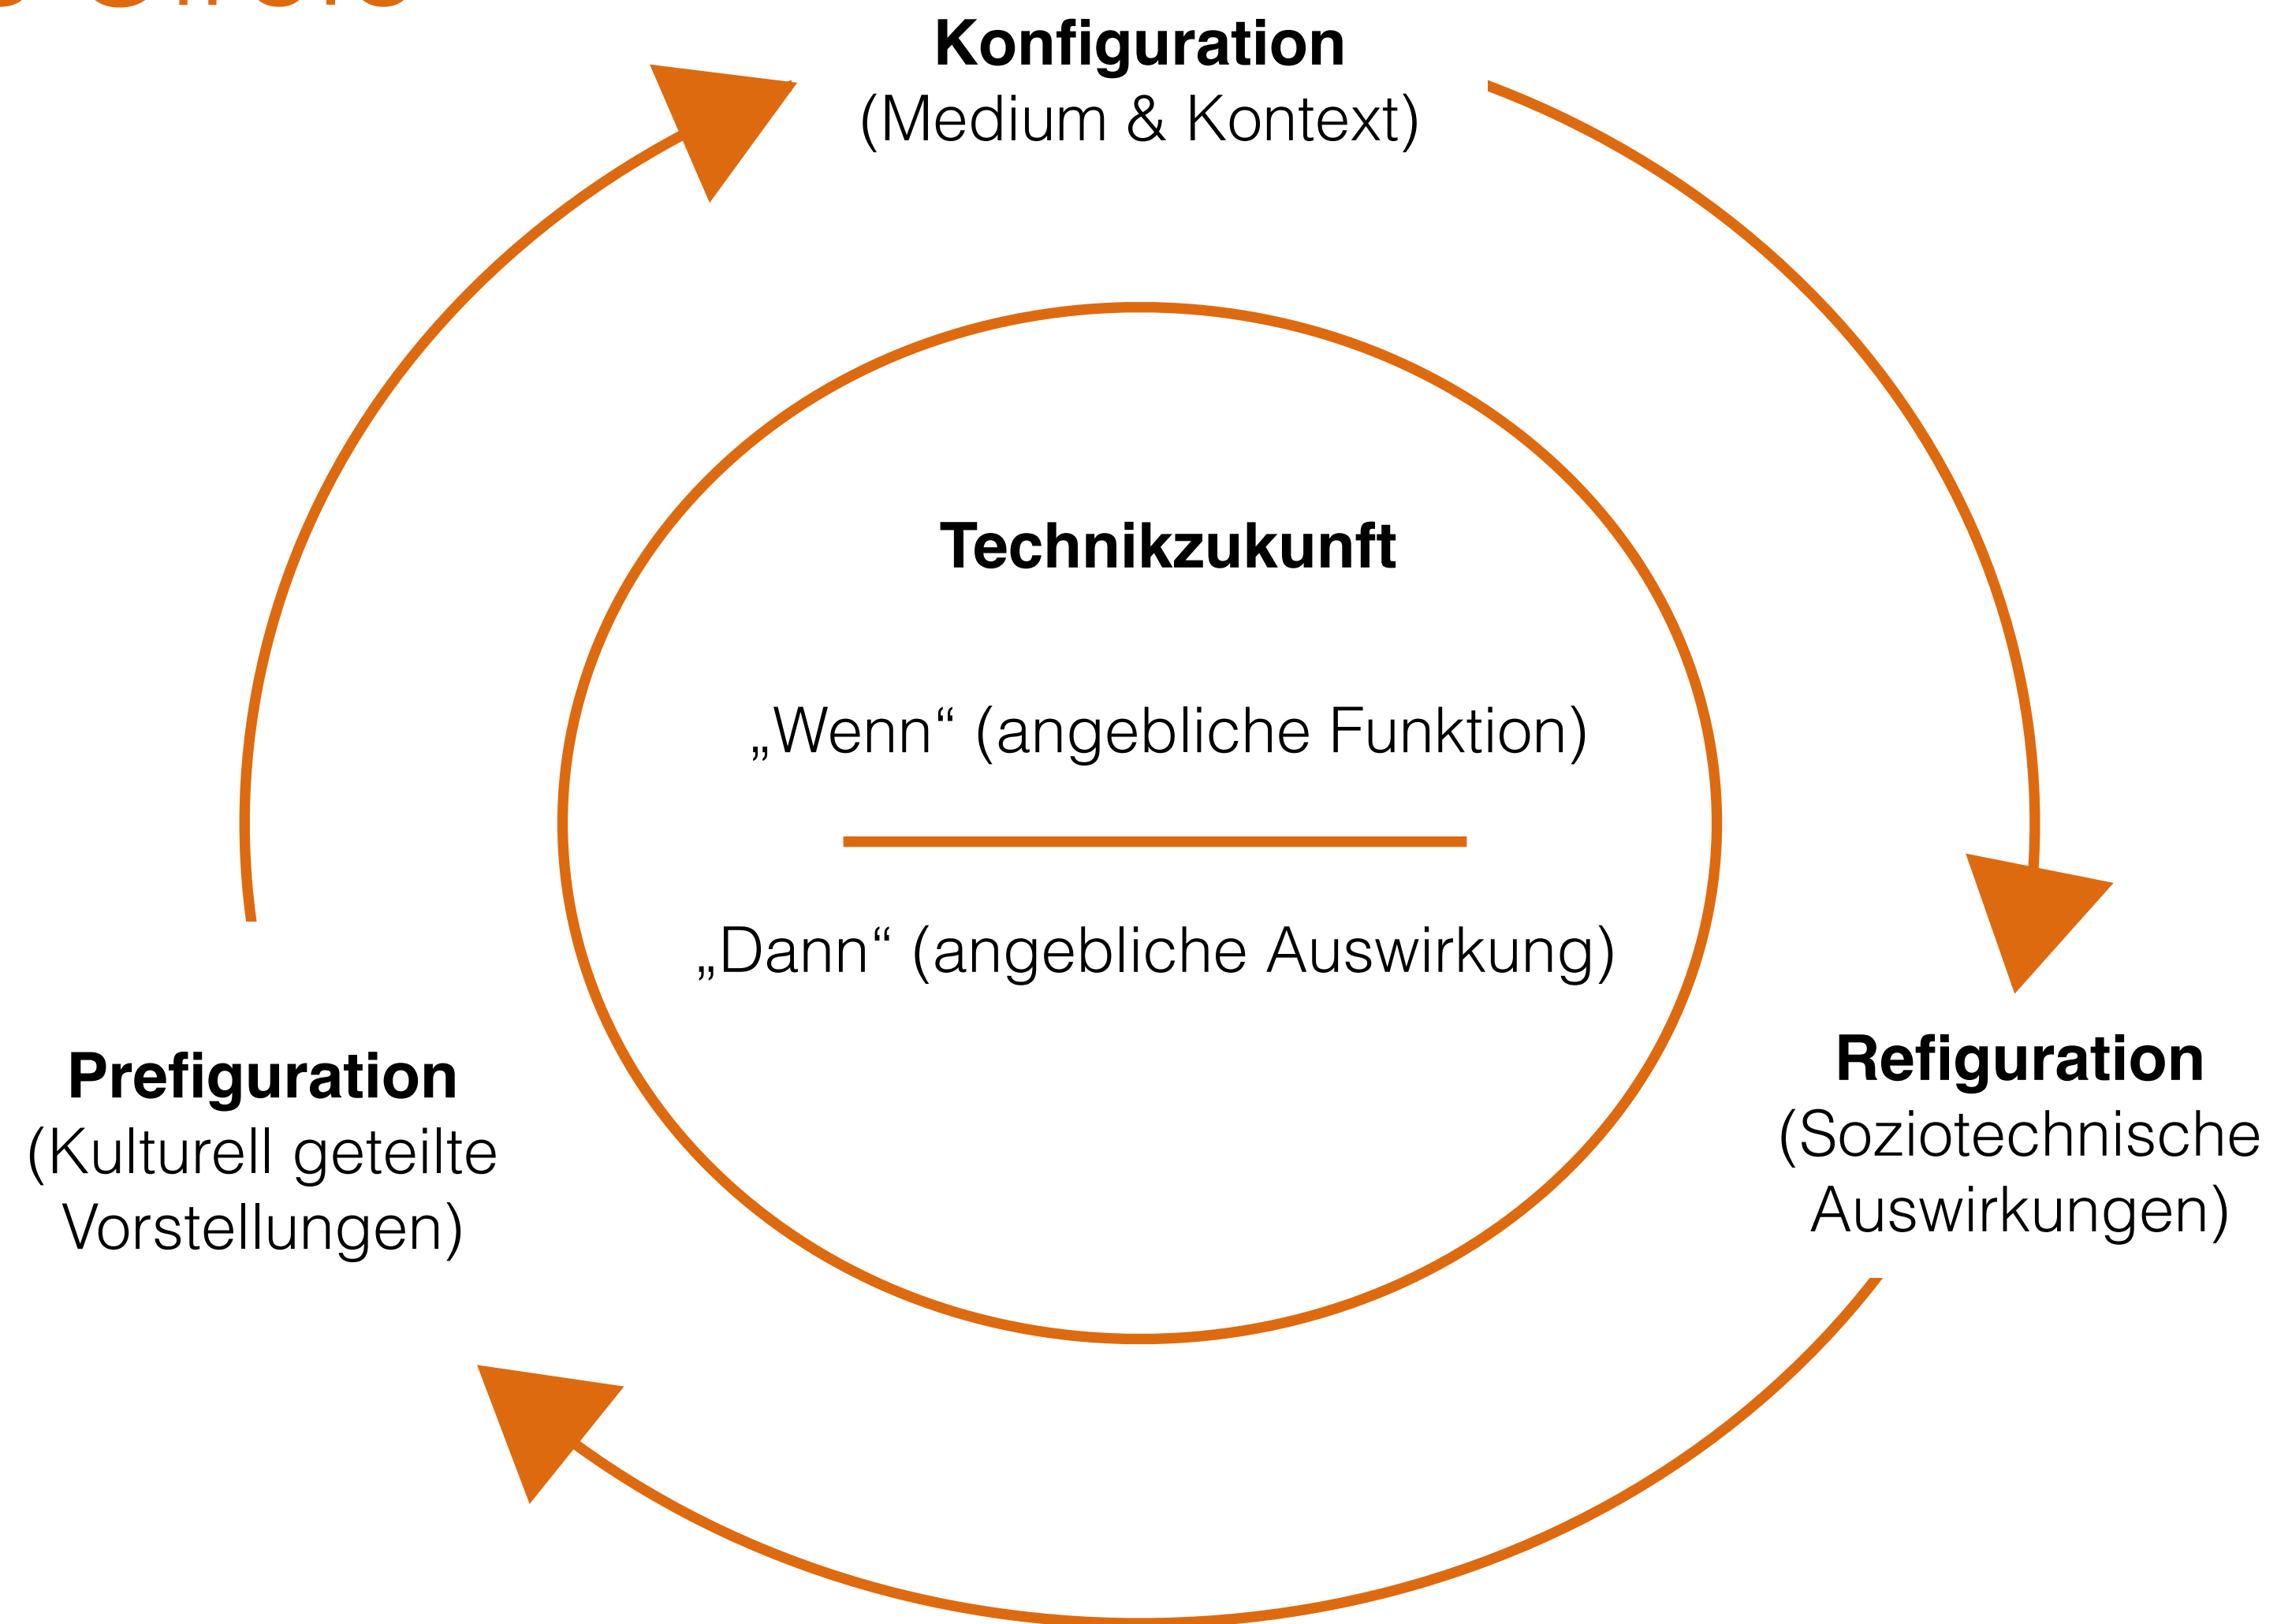 Konfiguration
(Medium & Kontext)
Technikzukunft
„Wenn“ (angebliche Funktion)
„Dann“ (angebliche Auswirkung)
Prefiguration
(Kulturell geteilte
Vorstellungen)
Refiguration
(Soziotechnische
Auswirkungen)